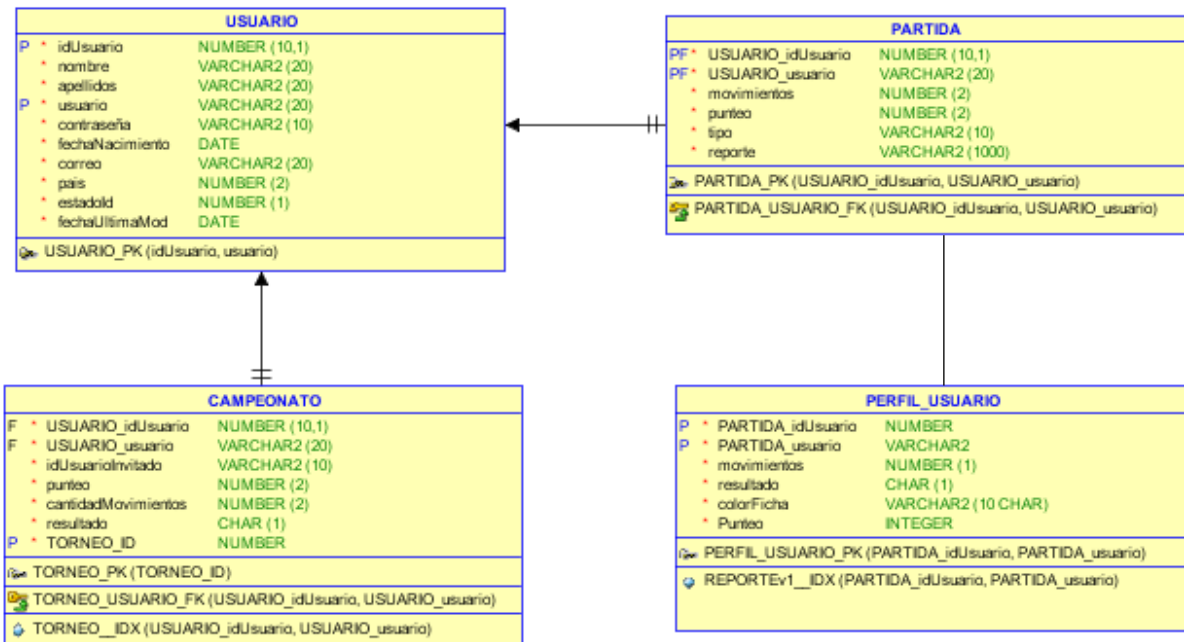 USUARIO
P * idUsuario NUMBER (10,1)
* nombre VARCHAR2 (20)
* apellidos VARCHAR2 (20)
P * usuario VARCHAR2 (20)
* contraseña VARCHAR2 (10)
* fechaNacimiento DATE
* correo VARCHAR2 (20)
* pais NUMBER (2)
* estadoId NUMBER (1)
* fechaUltimaMod DATE
USUARIO_PK (idUsuario, usuario)
PARTIDA
PF * USUARIO_idUsuario NUMBER (10,1)
PF * USUARIO_usuario VARCHAR2 (20)
* movimientos NUMBER (2)
* punteo NUMBER (2)
* tipo VARCHAR2 (10)
* reporte VARCHAR2 (1000)
PARTIDA_PK (USUARIO_idUsuario, USUARIO_usuario)
PARTIDA_USUARIO_FK (USUARIO_idUsuario, USUARIO_usuario)
CAMPEONATO
F * USUARIO_idUsuario NUMBER (10,1)
F * USUARIO_usuario VARCHAR2 (20)
* idUsuarioInvitado VARCHAR2 (10)
* punteo NUMBER (2)
* cantidadMovimientos NUMBER (2)
* resultado CHAR (1)
P * TORNEO_ID NUMBER
TORNEO_PK (TORNEO_ID)
TORNEO_USUARIO_FK (USUARIO_idUsuario, USUARIO_usuario)
TORNEO__IDX (USUARIO_idUsuario, USUARIO_usuario)
PERFIL_USUARIO
P * PARTIDA_idUsuario NUMBER
P * PARTIDA_usuario VARCHAR2
* movimientos NUMBER (1)
* resultado CHAR (1)
* colorFicha VARCHAR2 (10 CHAR)
* Punteo INTEGER
PERFIL_USUARIO_PK (PARTIDA_idUsuario, PARTIDA_usuario)
REPORTEv1__IDX (PARTIDA_idUsuario, PARTIDA_usuario)